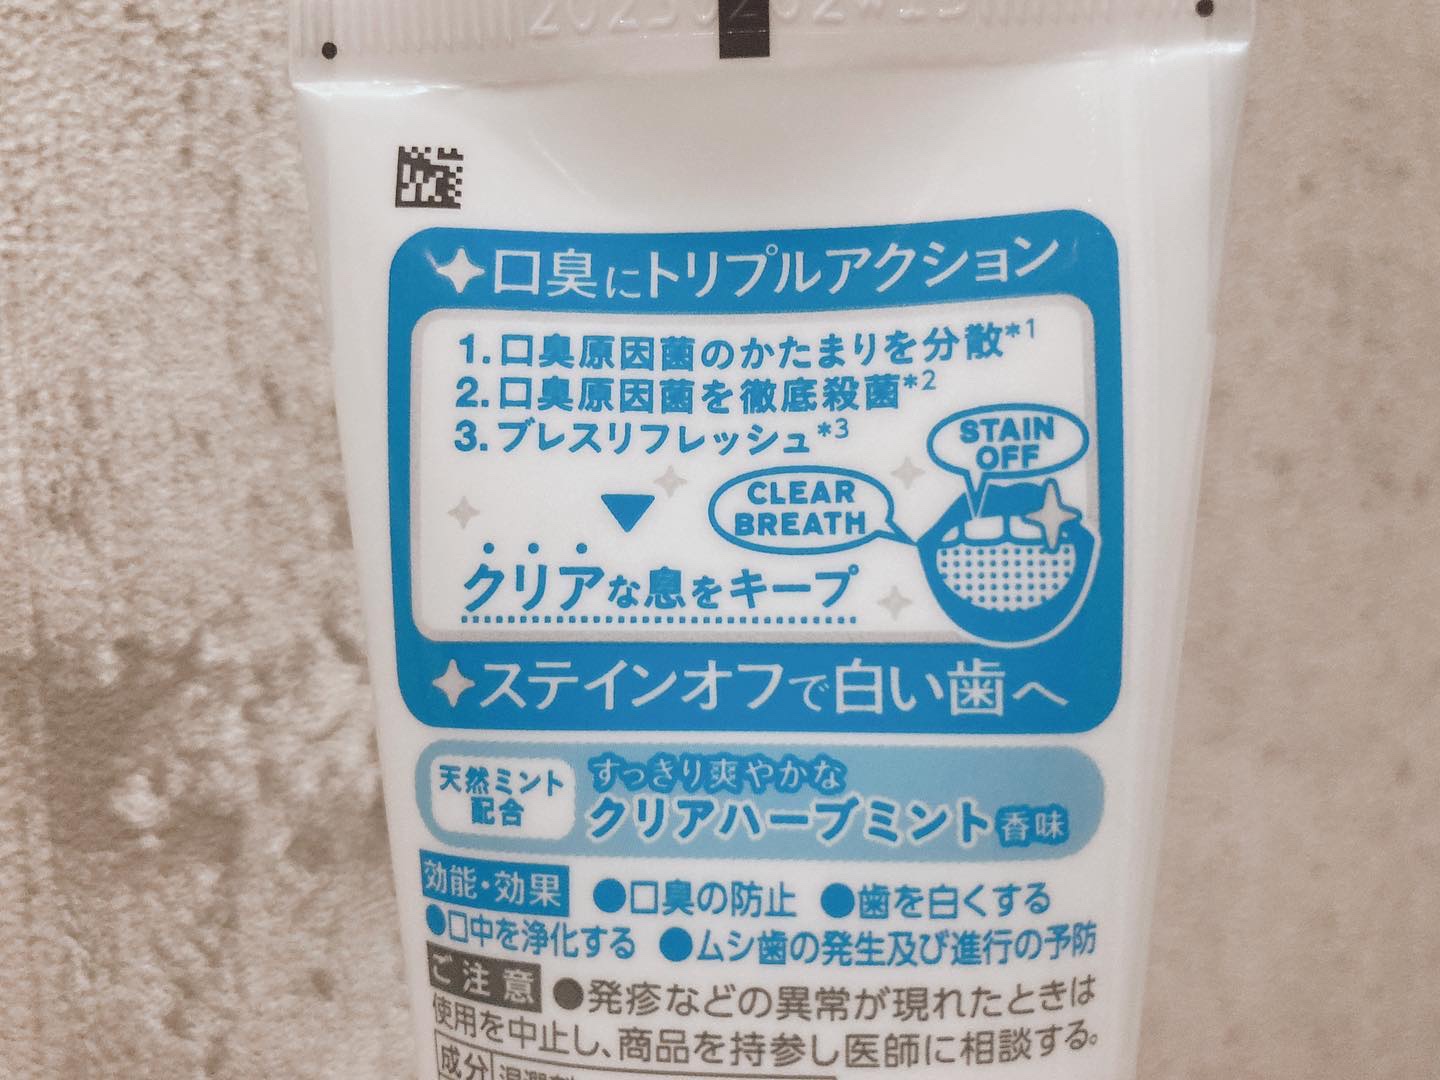 口臭にトリプルアクション
1.口臭原因菌のかたまりを分散*1
2.口臭原因菌を徹底殺菌*2
3.ブレスリフレッシュ*3
STAIN
OFF
CLEAR
BREATH
クリアな息をキープ
ステインオフで白い歯へ
天然ミント
配合
すっきり爽やかな
クリアハーブミント香味
効能・効果 ●口臭の防止 ●歯を白くする
●口中を浄化する ●ムシ歯の発生及び進行の予防
ご注意 ●発疹などの異常が現れたときは
使用を中止し、商品を持参し医師に相談する。
成分